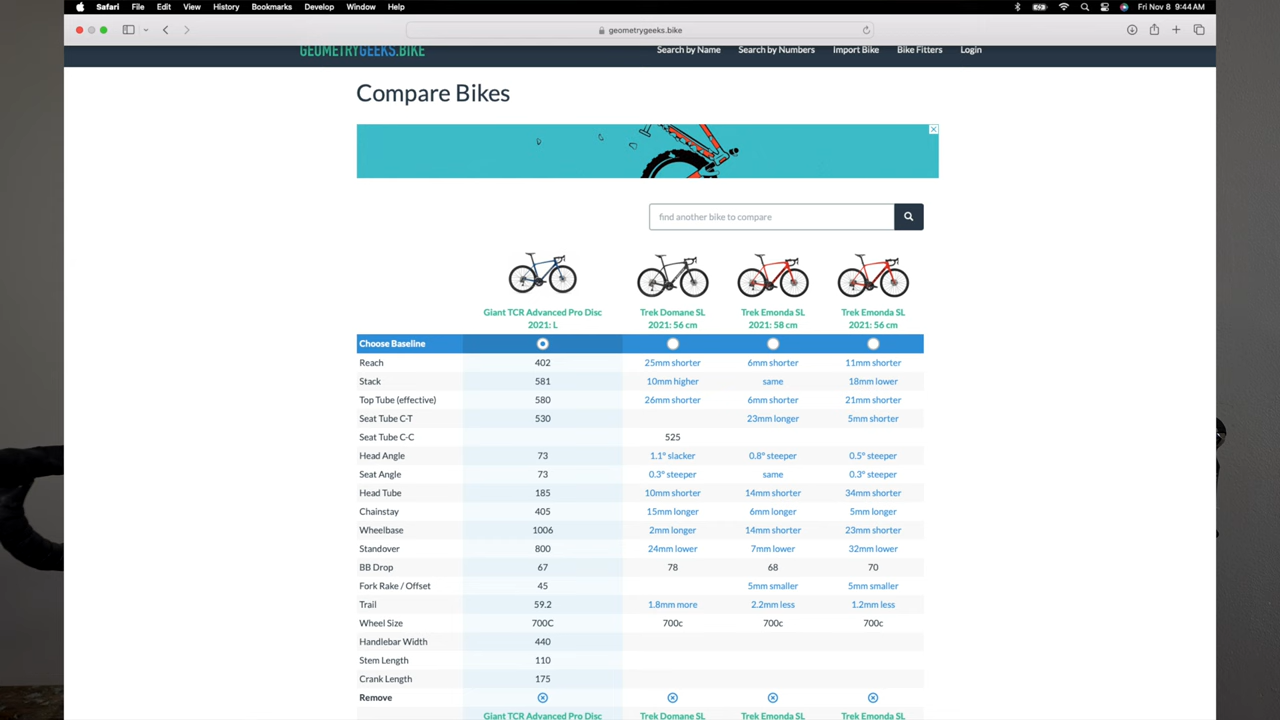 Safari File Edit View History Bookmarks Develop Window Help Fri Nov 8 9:44 AM
geometrygeeks.bike
GEOMETRYGEEKS.BIKE Search by Name Search by Numbers Import Bike Bike Fitters Login
Compare Bikes
find another bike to compare
Giant TCR Advanced Pro Disc Trek Domane SL Trek Emonda SL Trek Emonda SL
2021: L 2021: 56 cm 2021: 58 cm 2021: 56 cm
Choose Baseline
Reach 402 25mm shorter 6mm shorter 11mm shorter
Stack 581 10mm higher same 18mm lower
Top Tube (effective) 580 26mm shorter 6mm shorter 21mm shorter
Seat Tube C-T 530 23mm longer 5mm shorter
Seat Tube C-C 525
Head Angle 73 1.1° slacker 0.8° steeper 0.5° steeper
Seat Angle 73 0.3° steeper same 0.3° steeper
Head Tube 185 10mm shorter 14mm shorter 34mm shorter
Chainstay 405 15mm longer 6mm longer 5mm longer
Wheelbase 1006 2mm longer 14mm shorter 23mm shorter
Standover 800 24mm lower 7mm lower 32mm lower
BB Drop 67 78 68 70
Fork Rake / Offset 45 5mm smaller 5mm smaller
Trail 59.2 1.8mm more 2.2mm less 1.2mm less
Wheel Size 700C 700c 700c 700c
Handlebar Width 440
Stem Length 110
Crank Length 175
Remove
Giant TCR Advanced Pro Disc Trek Domane SL Trek Emonda SL Trek Emonda SL